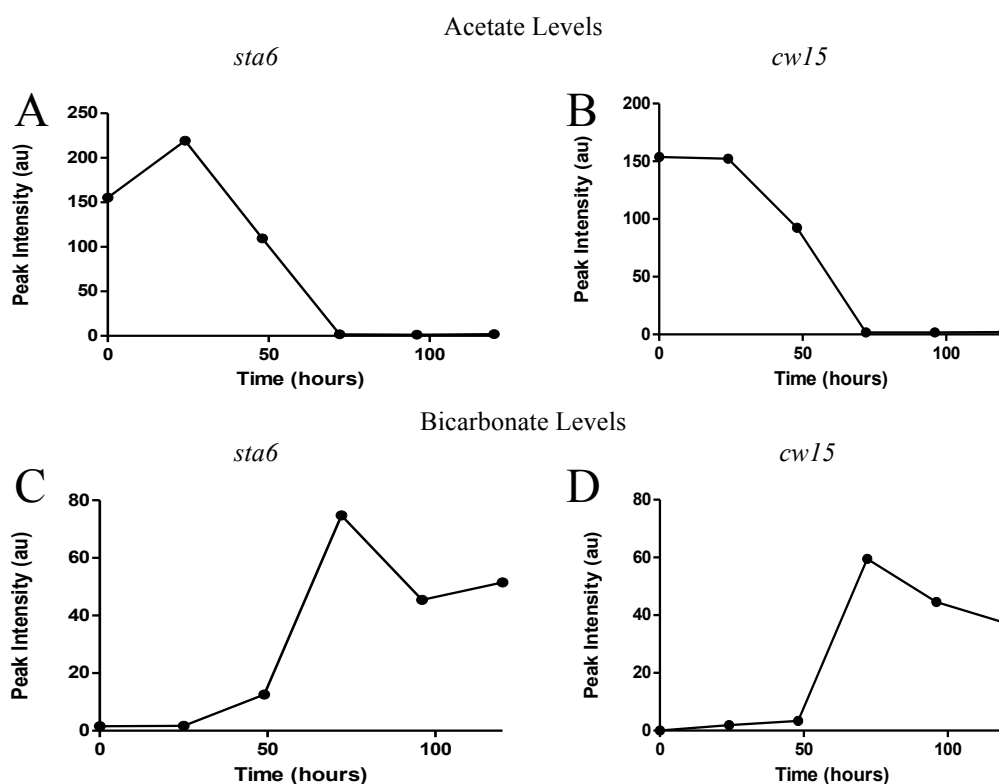 Acetate Levels
sta6
cw15
A
250
200
150
100
50
0
Peak Intensity (au)
0
50
100
Time (hours)
B
200
150
100
50
0
Peak Intensity (au)
0
50
100
Time (hours)
Bicarbonate Levels
sta6
cw15
C
80
60
40
20
0
Peak Intensity (au)
0
50
100
Time (hours)
D
80
60
40
20
0
Peak Intensity (au)
0
50
100
Time (hours)